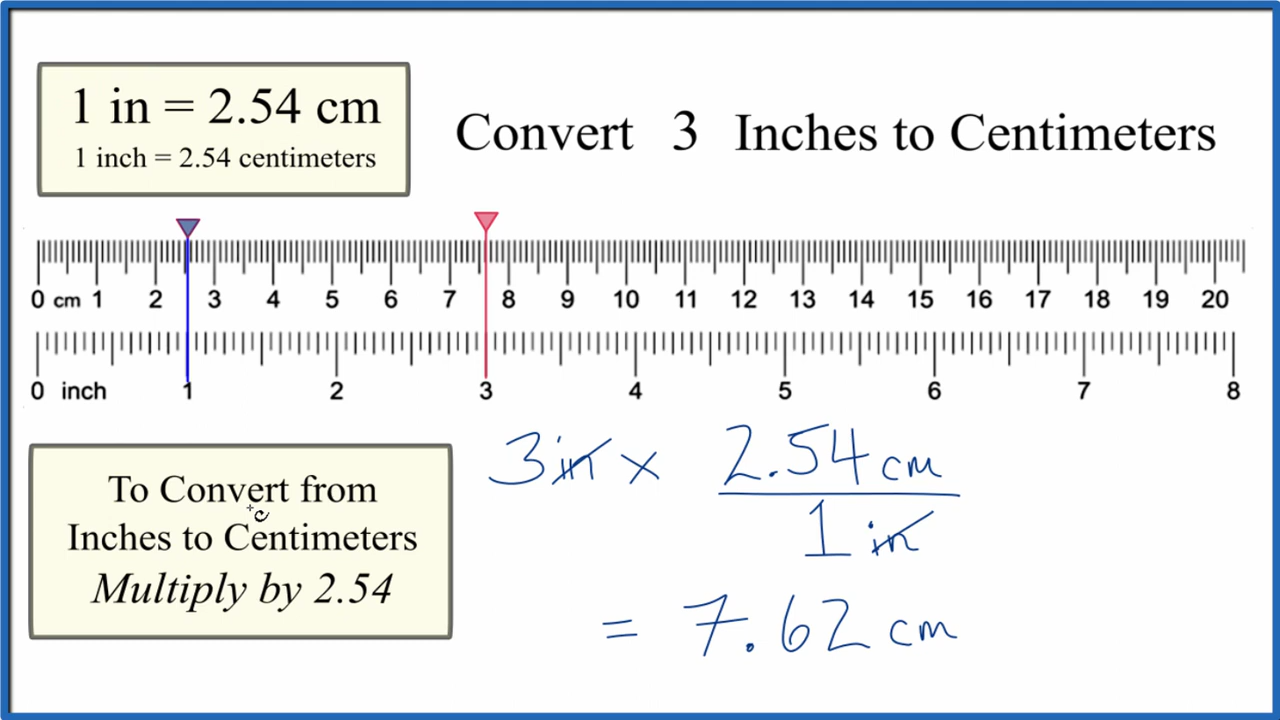 1 in = 2.54 cm
1 inch = 2.54 centimeters
Convert 3 Inches to Centimeters
0 cm 1 2 3 4 5 6 7 8 9 10 11 12 13 14 15 16 17 18 19 20
0 inch 1 2 3 4 5 6 7 8
To Convert from
Inches to Centimeters
Multiply by 2.54
3 in x 2.54 cm
1 in
= 7.62 cm